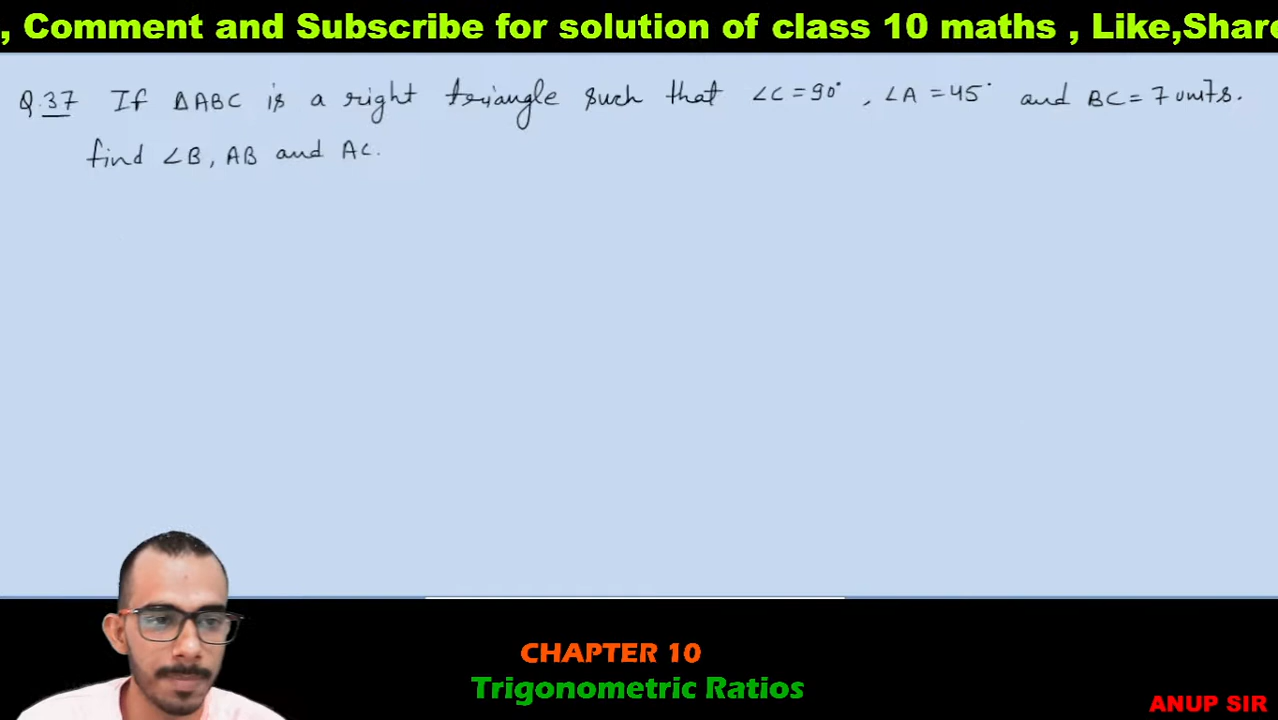 , Comment and Subscribe for solution of class 10 maths , Like,Share
Q.37 If ΔABC is a right triangle such that ∠C = 90° , ∠A = 45° and BC = 7 units.
find ∠B, AB and AC.
CHAPTER 10
Trigonometric Ratios
ANUP SIR